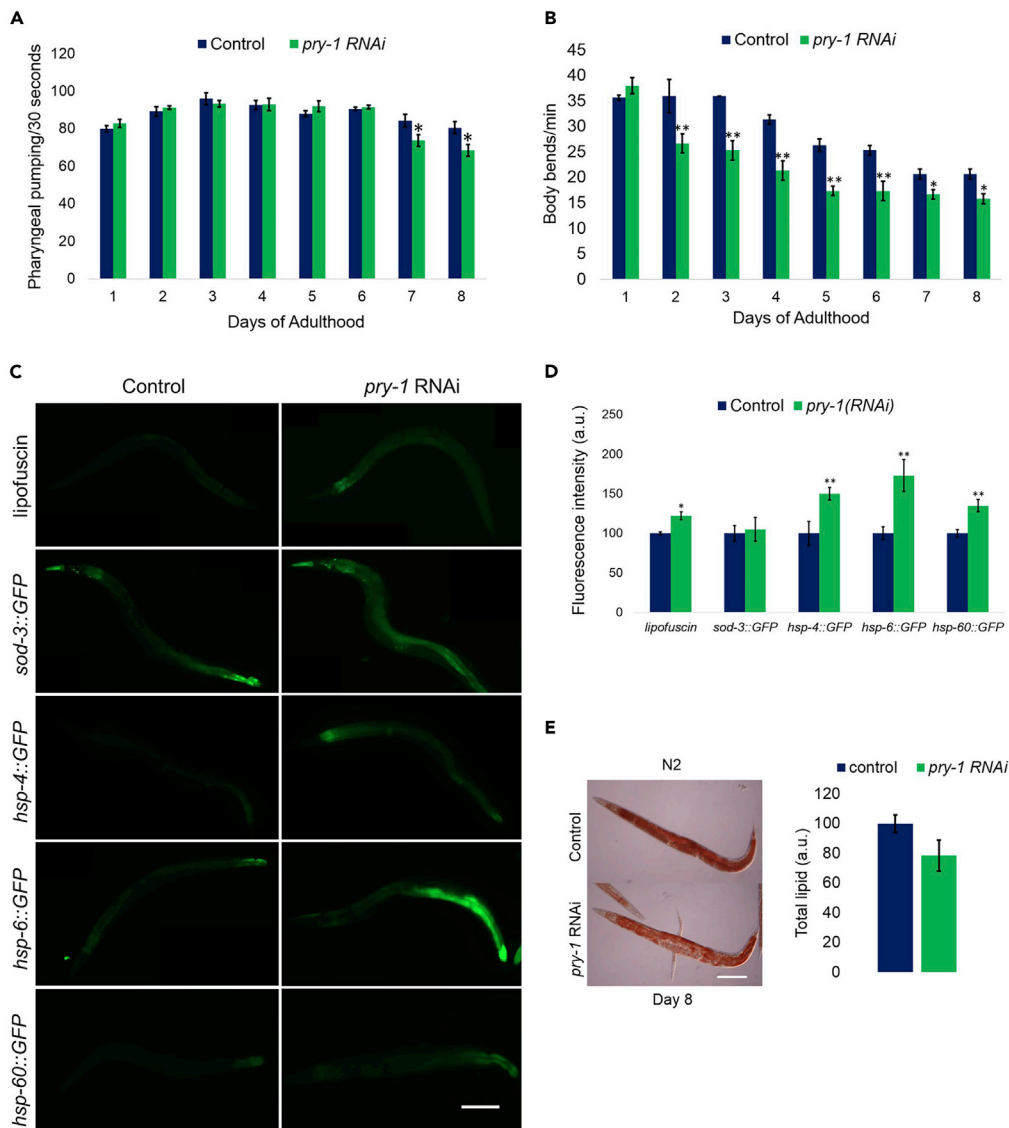 A
Control pry-1 RNAi
Pharyngeal pumping/30 seconds
120
100
80
60
40
20
0
* *
1 2 3 4 5 6 7 8
Days of Adulthood
B
Control pry-1 RNAi
Body bends/min
45
40
35
30
25
20
15
10
5
0
** ** ** ** ** * *
1 2 3 4 5 6 7 8
Days of Adulthood
C
Control pry-1 RNAi
lipofuscin
sod-3::GFP
hsp-4::GFP
hsp-6::GFP
hsp-60::GFP
D
Control pry-1(RNAi)
Fluorescence intensity (a.u.)
250
200
150
100
50
0
* ** ** **
lipofuscin sod-3::GFP hsp-4::GFP hsp-6::GFP hsp-60::GFP
E
N2
Control
pry-1 RNAi
Day 8
control pry-1 RNAi
Total lipid (a.u.)
120
100
80
60
40
20
0